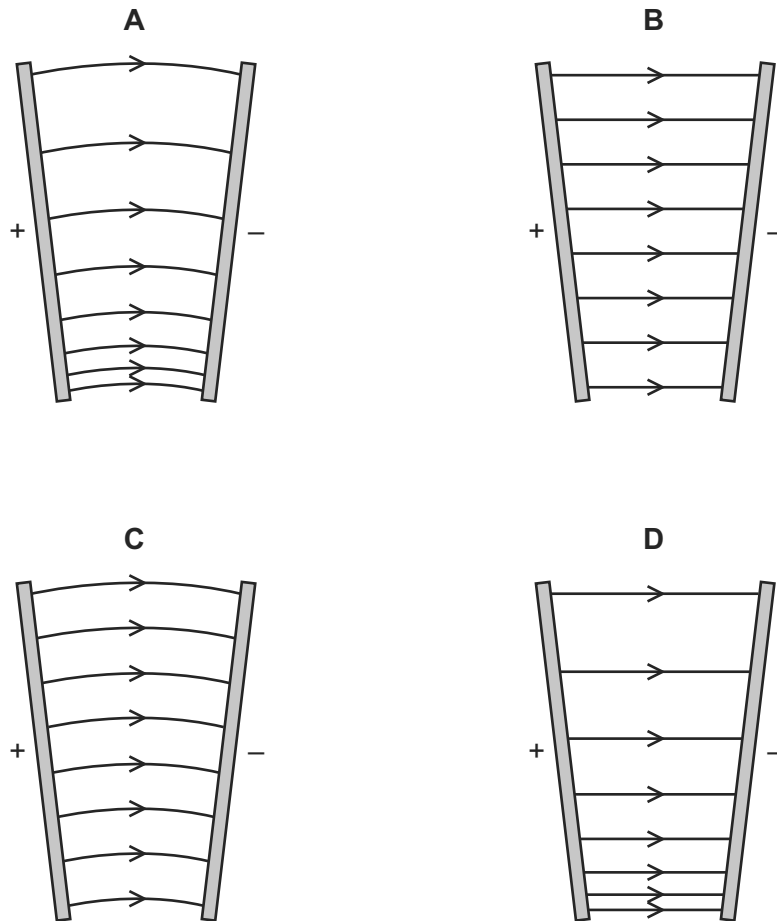 A B
+ – + –
C D
+ – + –